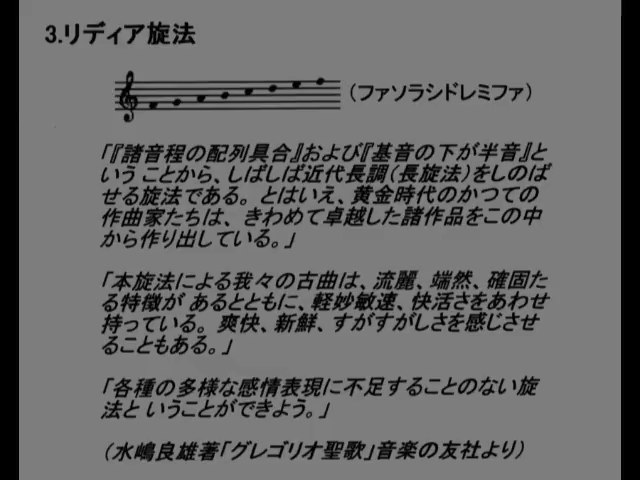 3.リディア旋法
（ファソラシドレミファ）
「『諸音程の配列具合』および『基音の下が半音』と
いう ことから、しばしば近代長調（長旋法）をしのば
せる旋法である。とはいえ、黄金時代のかつての
作曲家たちは、きわめて卓越した諸作品をこの中
から作り出している。」
「本旋法による我々の古曲は、流麗、端然、確固た
る特徴が あるとともに、軽妙敏速、快活さをあわせ
持っている。爽快、新鮮、すがすがしさを感じさせ
ることもある。」
「各種の多様な感情表現に不足することのない旋
法と いうことができよう。」
（水嶋良雄著「グレゴリオ聖歌」音楽の友社より）